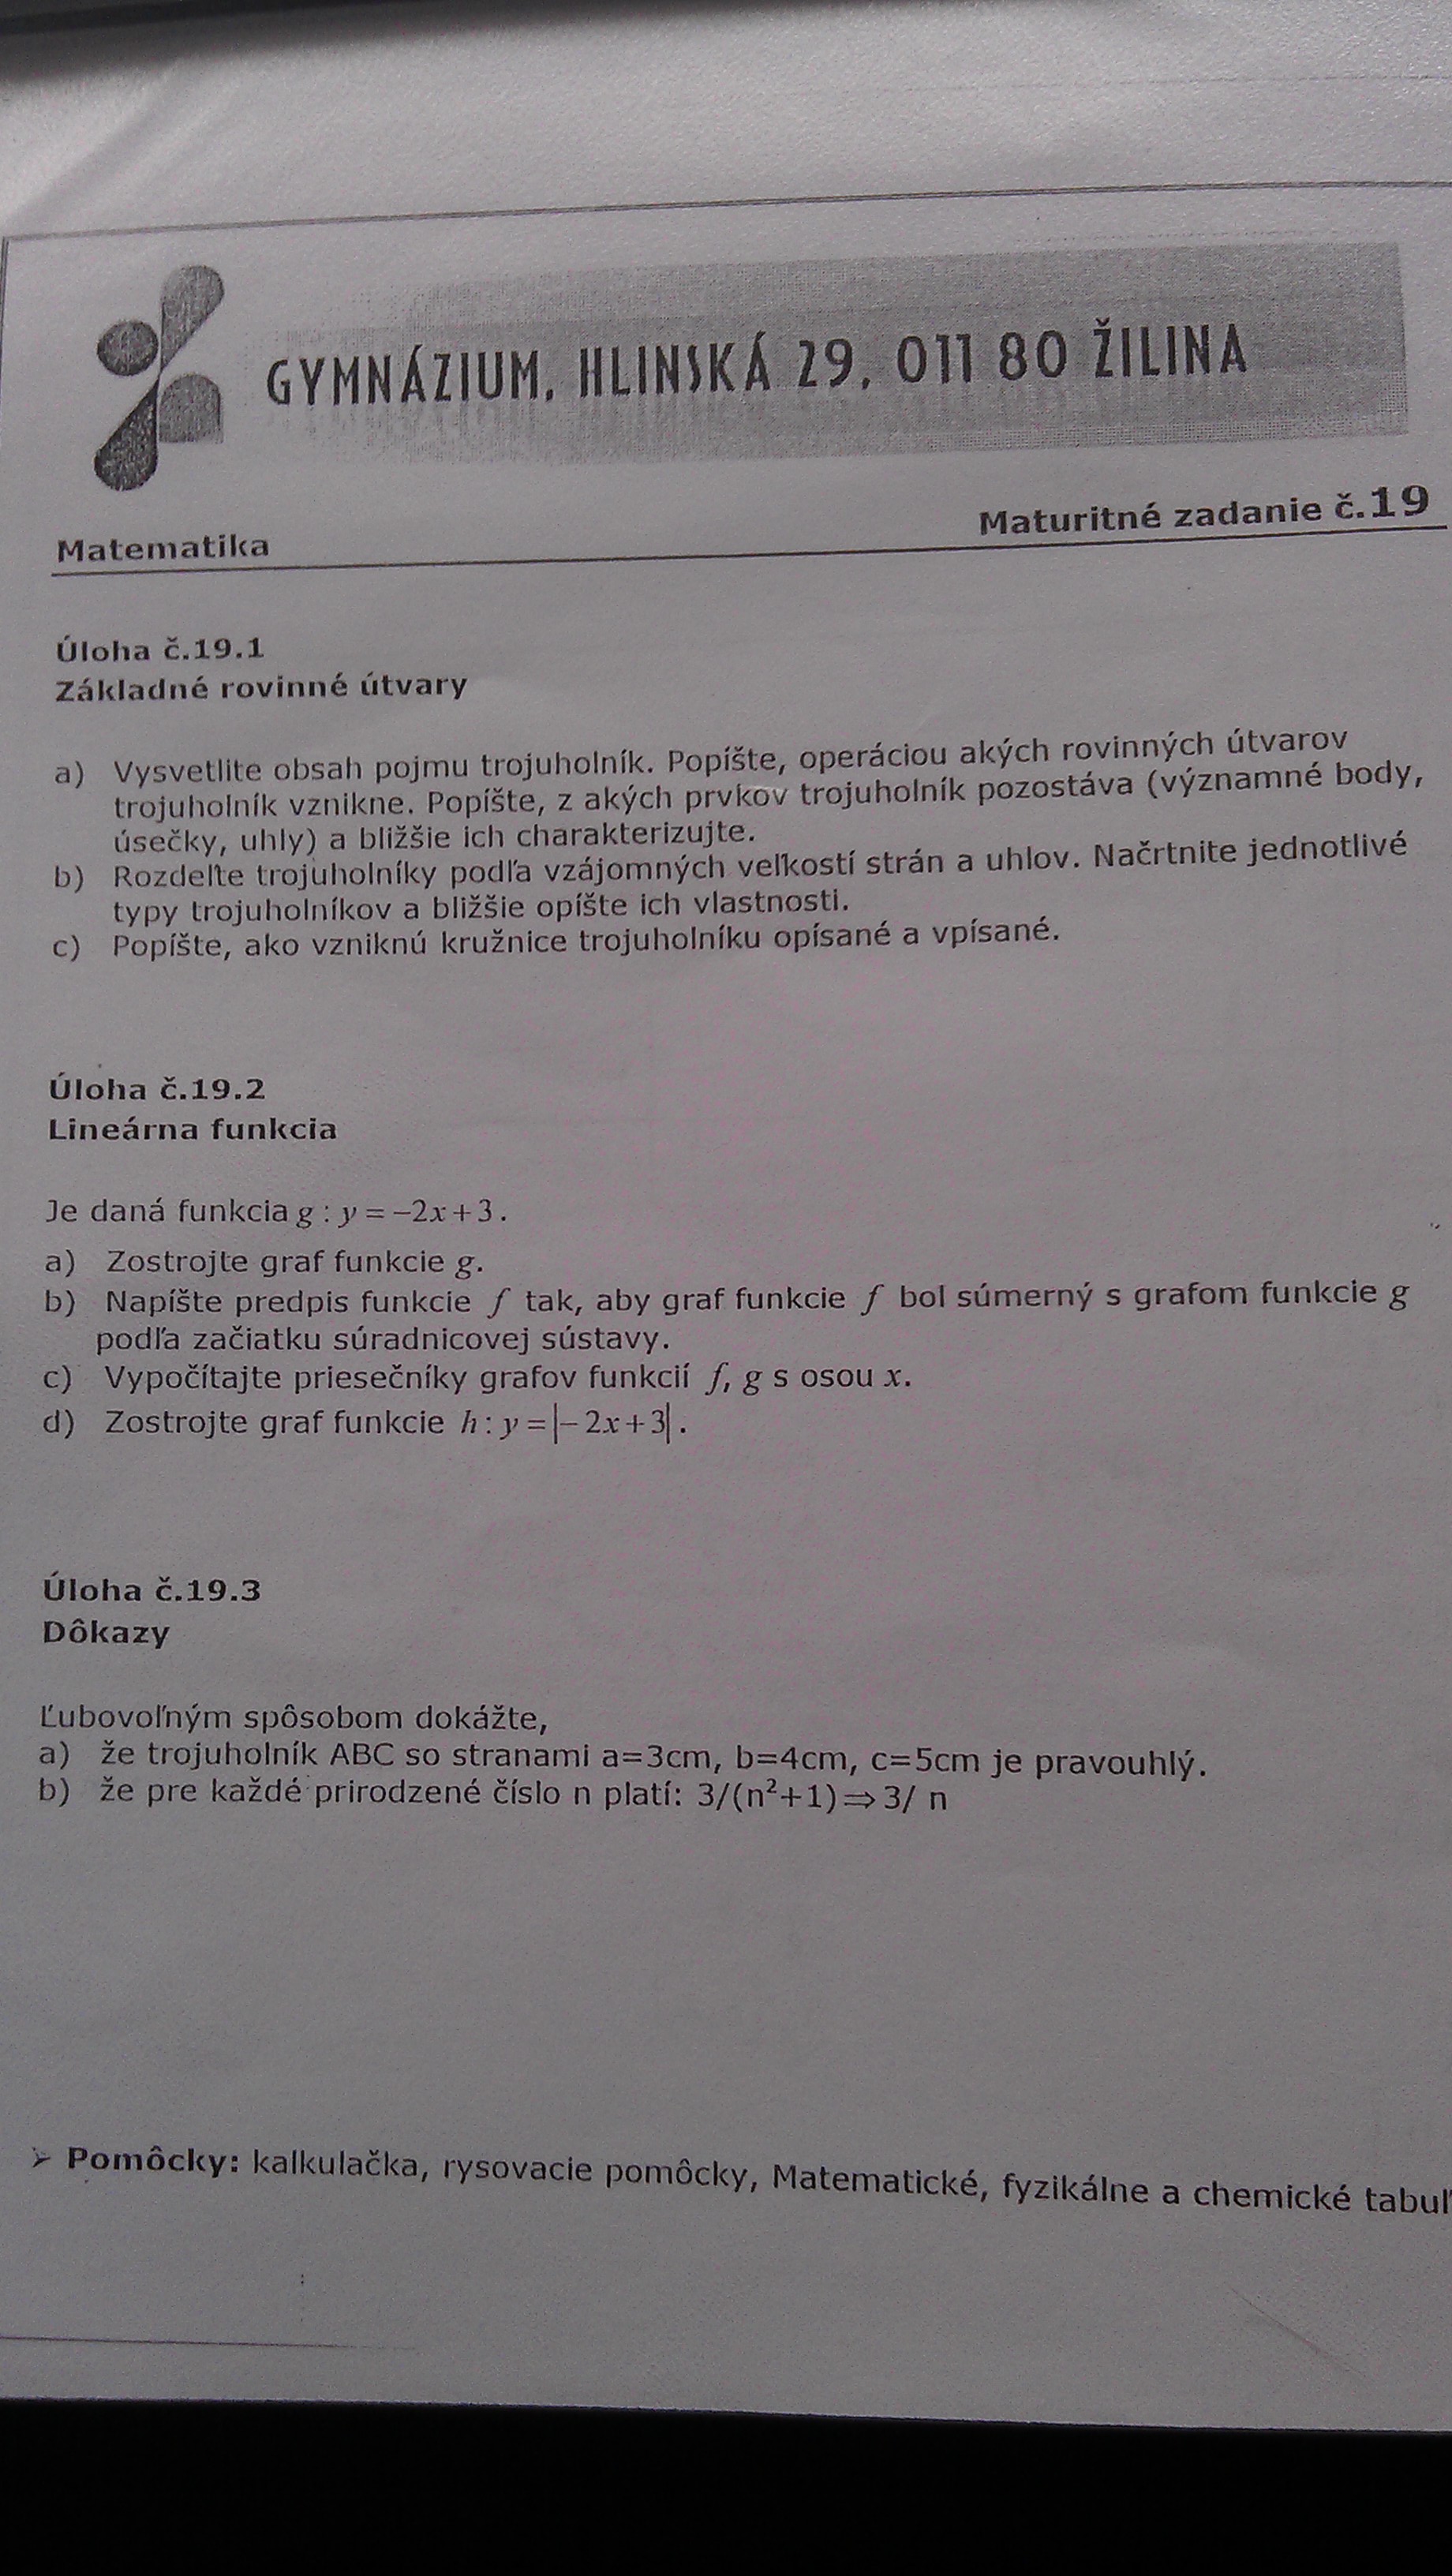 GYMNÁZIUM, HLINSKÁ 29, 011 80 ŽILINA
Matematika
Maturitné zadanie č.19
Úloha č.19.1
Základné rovinné útvary
a) Vysvetlite obsah pojmu trojuholník. Popíšte, operáciou akých rovinných útvarov
trojuholník vznikne. Popíšte, z akých prvkov trojuholník pozostáva (významné body,
úsečky, uhly) a bližšie ich charakterizujte.
b) Rozdeľte trojuholníky podľa vzájomných veľkostí strán a uhlov. Načrtnite jednotlivé
typy trojuholníkov a bližšie opíšte ich vlastnosti.
c) Popíšte, ako vzniknú kružnice trojuholníku opísané a vpísané.
Úloha č.19.2
Lineárna funkcia
Je daná funkcia g : y = −2x + 3 .
a) Zostrojte graf funkcie g.
b) Napíšte predpis funkcie f tak, aby graf funkcie f bol súmerný s grafom funkcie g
podľa začiatku súradnicovej sústavy.
c) Vypočítajte priesečníky grafov funkcií f, g s osou x.
d) Zostrojte graf funkcie h : y = |− 2x + 3| .
Úloha č.19.3
Dôkazy
Ľubovoľným spôsobom dokážte,
a) že trojuholník ABC so stranami a=3cm, b=4cm, c=5cm je pravouhlý.
b) že pre každé prirodzené číslo n platí: 3/(n²+1)⇒3/ n
➢ Pomôcky: kalkulačka, rysovacie pomôcky, Matematické, fyzikálne a chemické